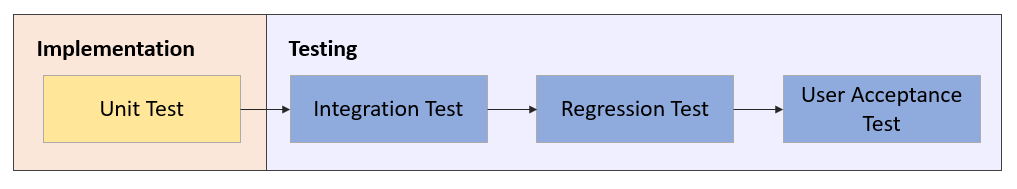 Implementation
Testing
Unit Test
Integration Test
Regression Test
User Acceptance
Test